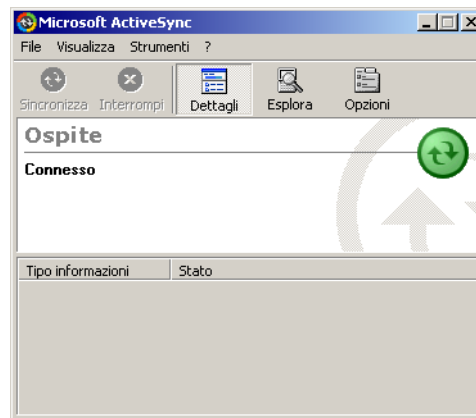 Microsoft ActiveSync
File Visualizza Strumenti ?
Sincronizza Interrompi Dettagli Esplora Opzioni
Ospite
Connesso
Tipo informazioni Stato